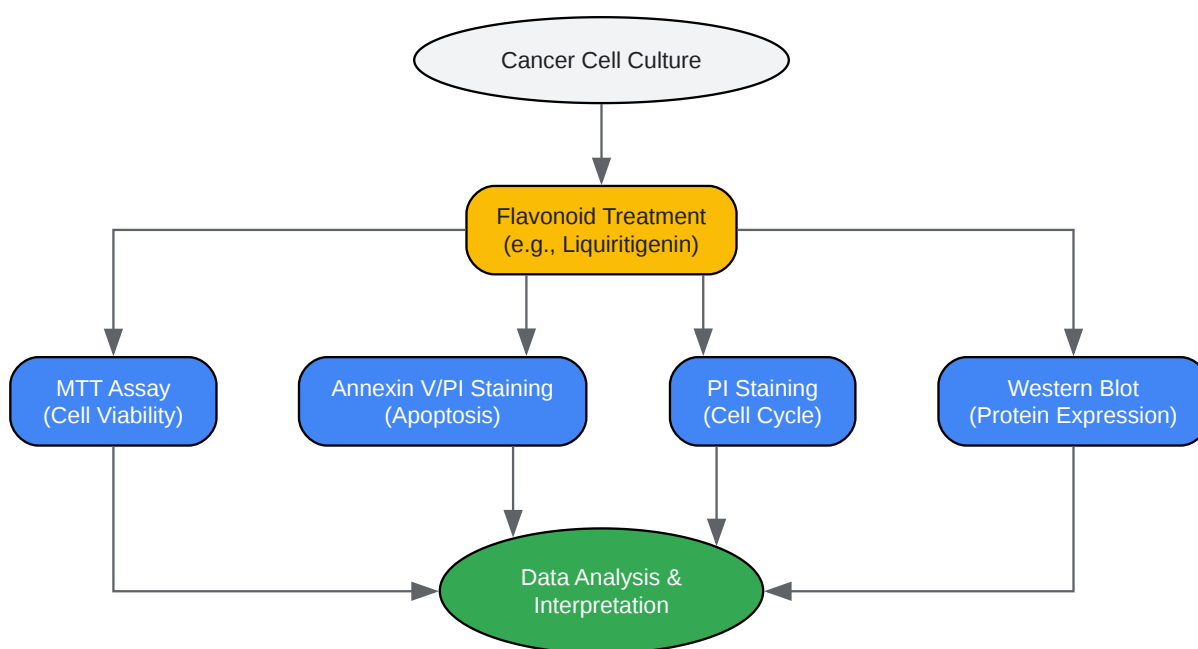 Cancer Cell Culture
Flavonoid Treatment
(e.g., Liquiritigenin)
MTT Assay
(Cell Viability)
Annexin V/PI Staining
(Apoptosis)
PI Staining
(Cell Cycle)
Western Blot
(Protein Expression)
Data Analysis &
Interpretation